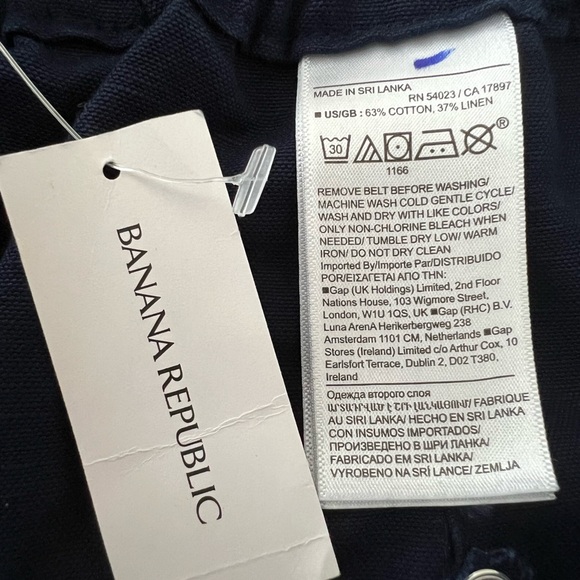 BANANA REPUBLIC
MADE IN SRI LANKA
RN 54023 / CA 17897
■ US/GB : 63% COTTON, 37% LINEN
30
®
1166
REMOVE BELT BEFORE WASHING/
MACHINE WASH COLD GENTLE CYCLE/
WASH AND DRY WITH LIKE COLORS/
ONLY NON-CHLORINE BLEACH WHEN
NEEDED/ TUMBLE DRY LOW/ WARM
IRON/ DO NOT DRY CLEAN
Imported By/Importe Par/DISTRIBUIDO
POR/ΕΙΣΑΓΕΤΑΙ ΑΠΟ ΤΗΝ:
■Gap (UK Holdings) Limited, 2nd Floor
Nations House, 103 Wigmore Street,
London, W1U 1QS, UK ■Gap (RHC) B.V.
Luna ArenA Herikerbergweg 238
Amsterdam 1101 CM, Netherlands ■Gap
Stores (Ireland) Limited c/o Arthur Cox, 10
Earlsfort Terrace, Dublin 2, D02 T380,
Ireland
Одежда второго слоя
FABRIQUE
AU SRI LANKA/ HECHO EN SRI LANKA
CON INSUMOS IMPORTADOS/
ПРОИЗВЕДЕНО В ШРИ ЛАНКА/
FABRICADO EM SRI LANKA/
VYROBENO NA SRÍ LANCE/ ZEMLJA